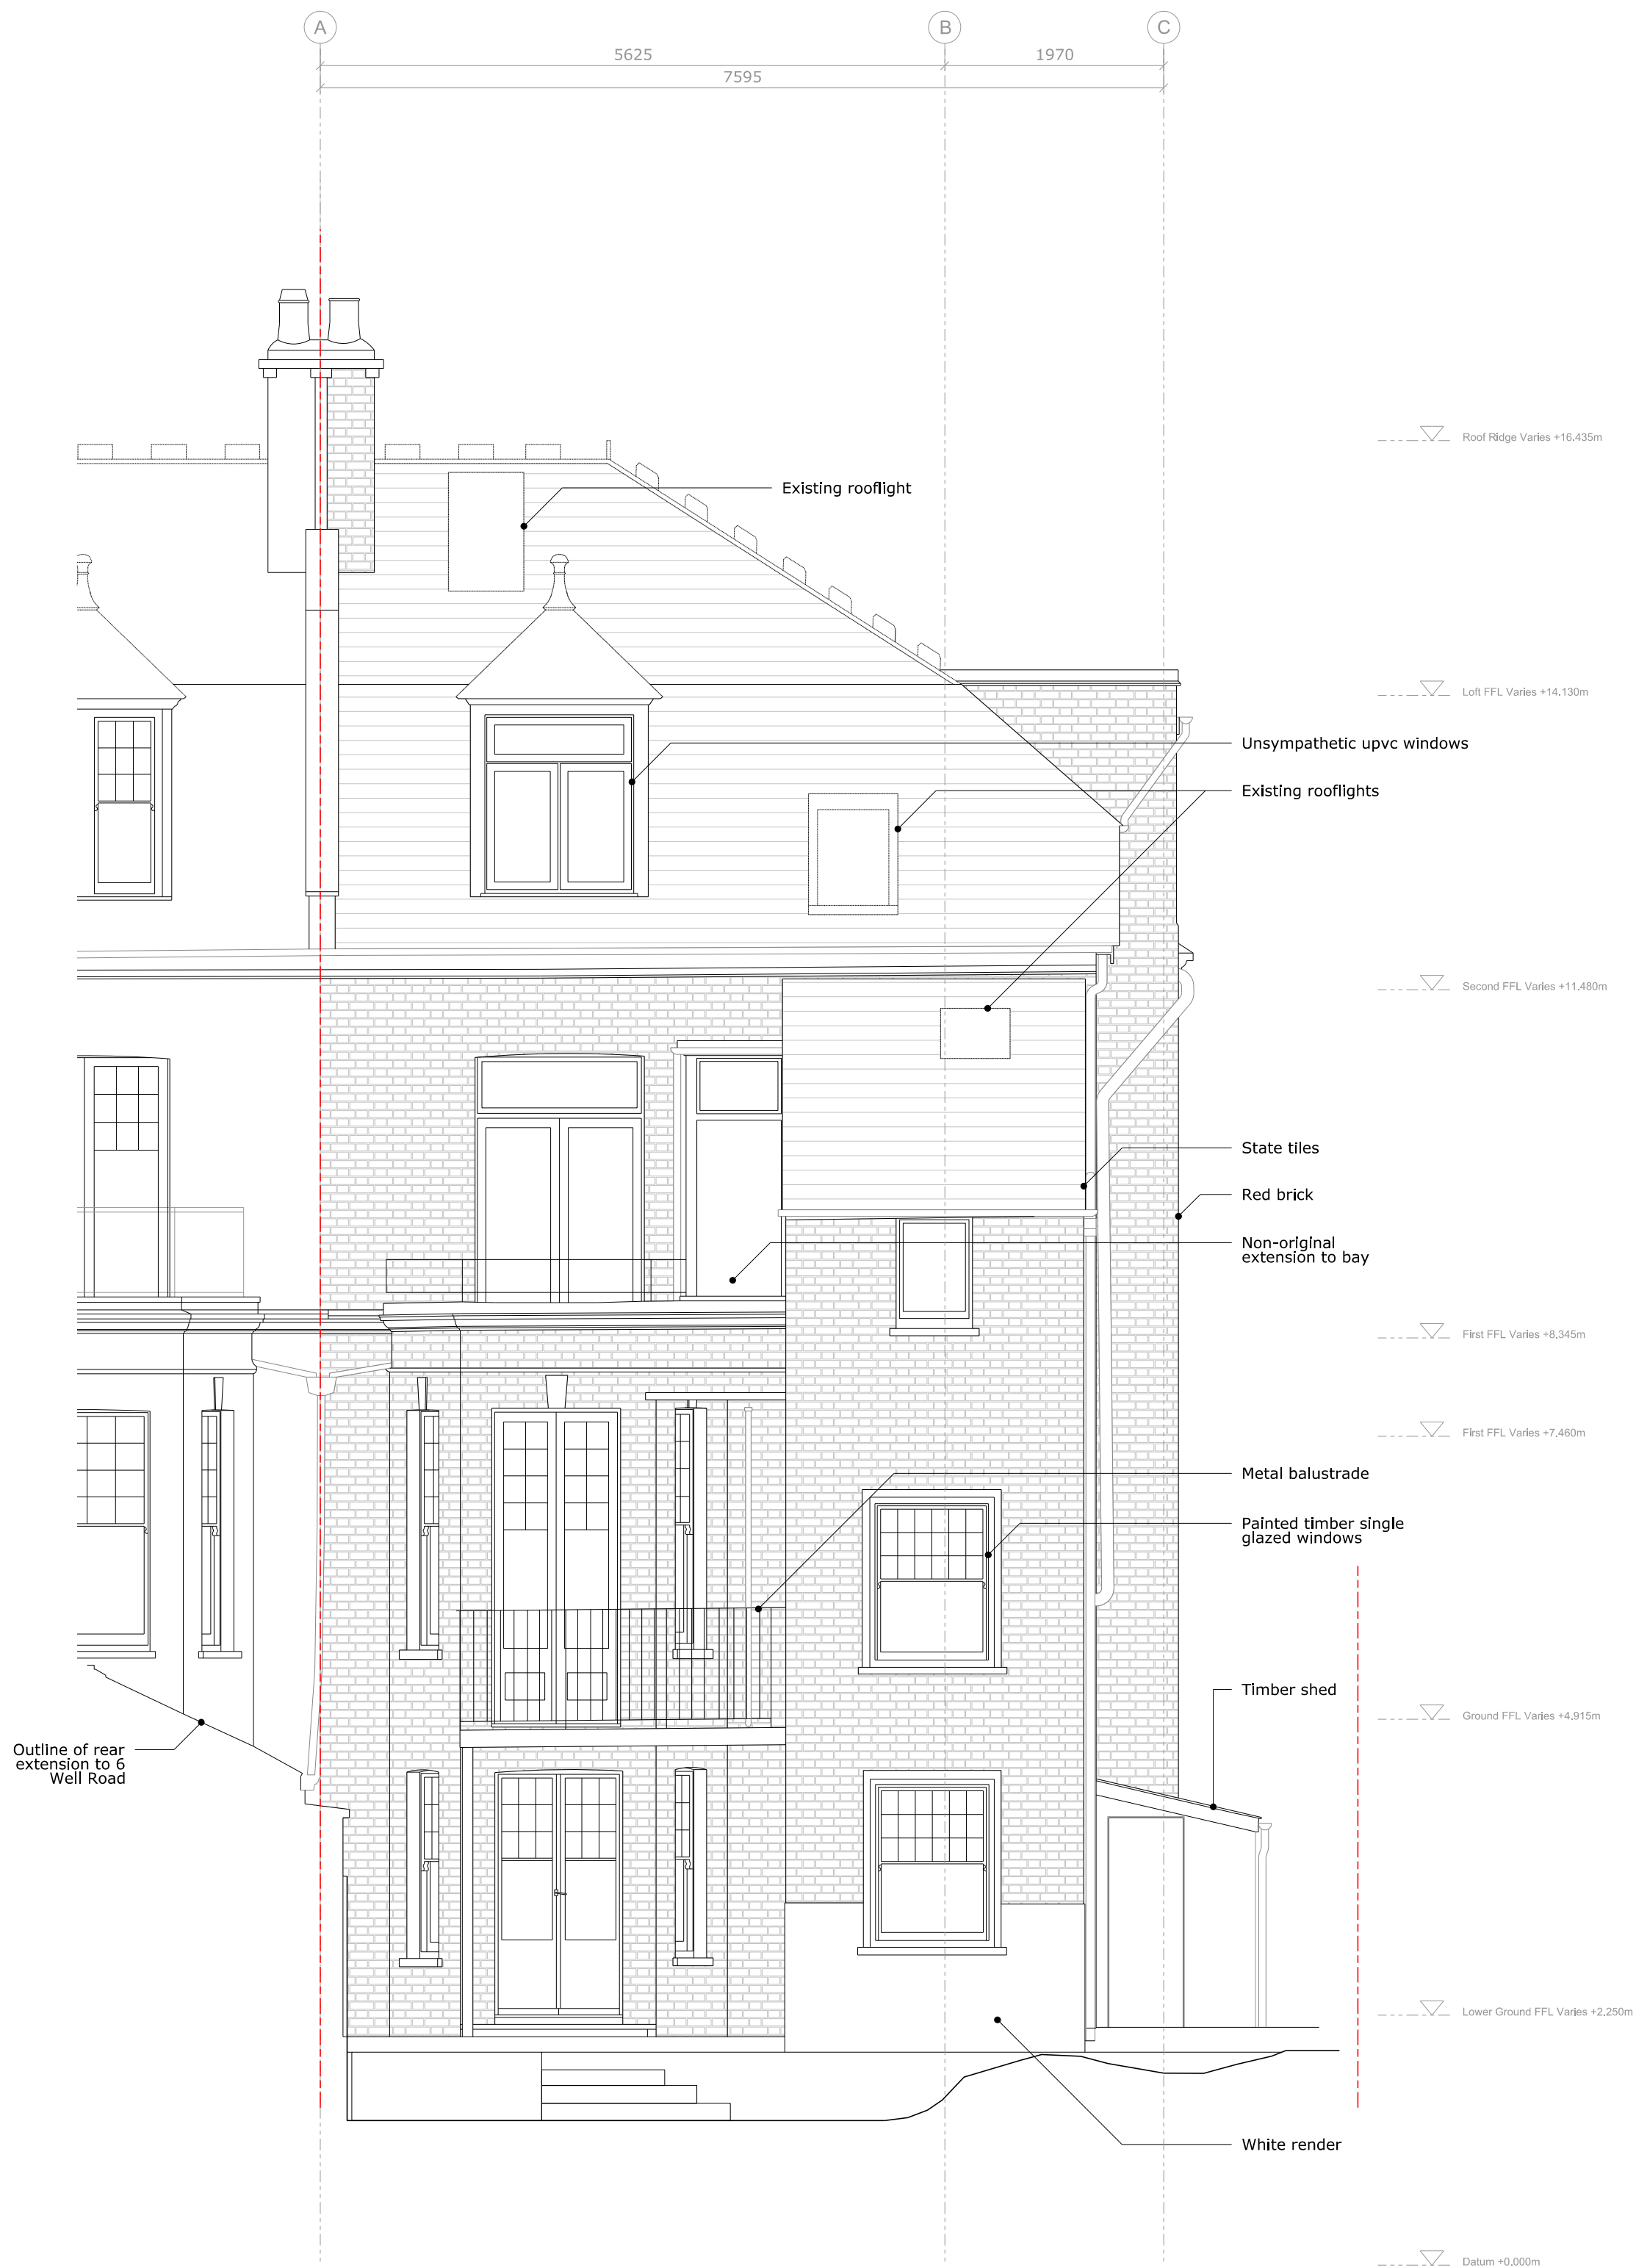 A
B
C
5625
1970
7595
Roof Ridge Varies +16.435m
Existing rooflight
Loft FFL Varies +14.130m
Unsympathetic upvc windows
Existing rooflights
Second FFL Varies +11.480m
State tiles
Red brick
Non-original
extension to bay
First FFL Varies +8.345m
First FFL Varies +7.460m
Metal balustrade
Painted timber single
glazed windows
Timber shed
Ground FFL Varies +4.915m
Outline of rear
extension to 6
Well Road
Lower Ground FFL Varies +2.250m
White render
Datum +0.000m